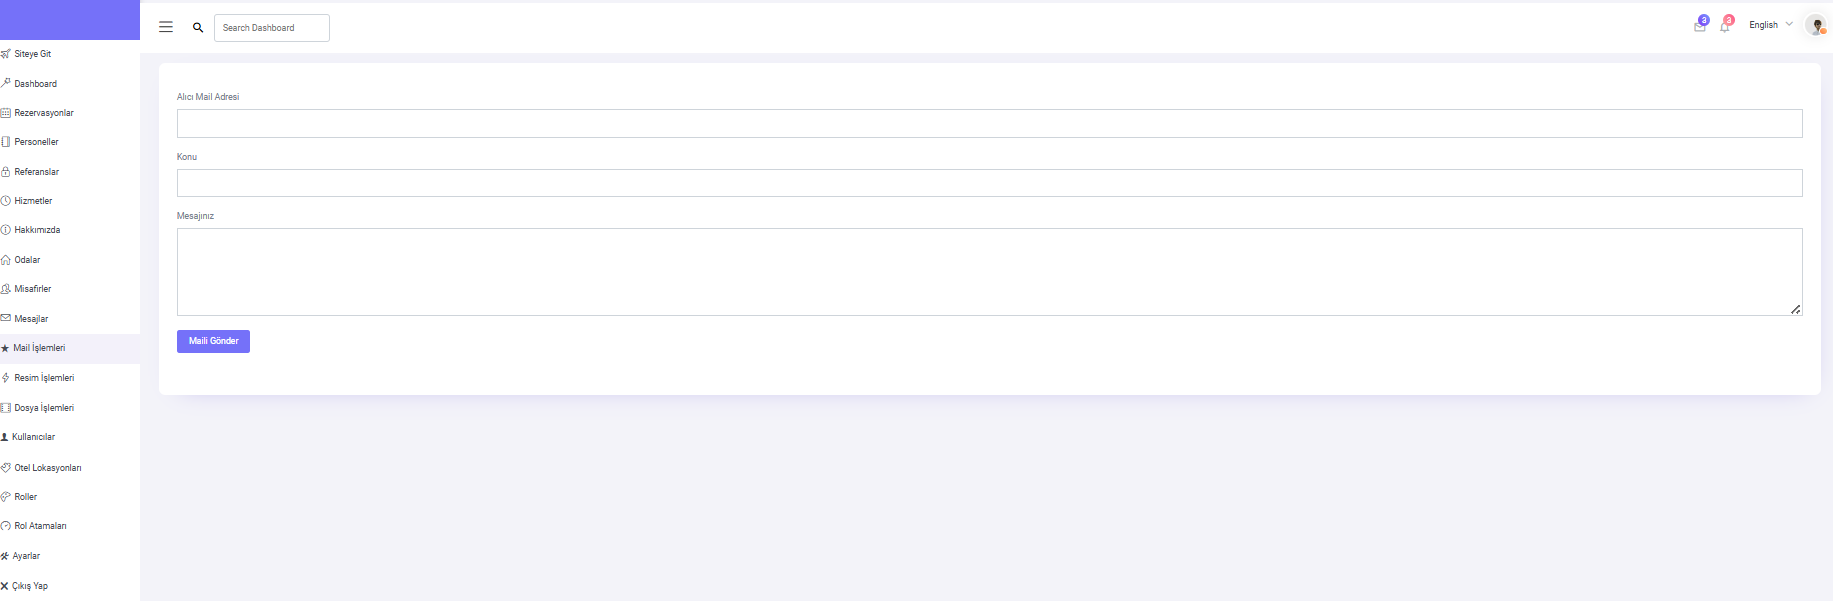 Search Dashboard
3
3
English
Siteye Git
Dashboard
Rezervasyonlar
Personeller
Referanslar
Hizmetler
Hakkımızda
Odalar
Misafirler
Mesajlar
Mail İşlemleri
Resim İşlemleri
Dosya İşlemleri
Kullanıcılar
Otel Lokasyonları
Roller
Rol Atamaları
Ayarlar
Çıkış Yap
Alıcı Mail Adresi
Konu
Mesajınız
Maili Gönder